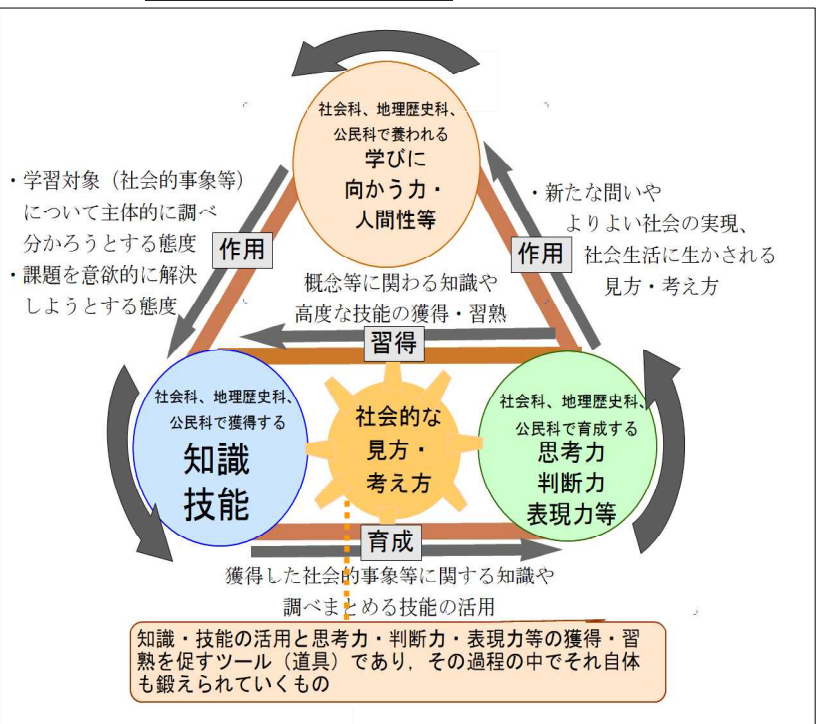 社会科、地理歴史科、
公民科で養われる
学びに
向かう力・
人間性等
・学習対象（社会的事象等）
について主体的に調べ
分かろうとする態度
・課題を意欲的に解決
しようとする態度
作用
・新たな問いや
よりよい社会の実現、
社会生活に生かされる
見方・考え方
作用
概念等に関わる知識や
高度な技能の獲得・習熟
習得
社会科、地理歴史科、
公民科で獲得する
知識
技能
社会的な
見方・
考え方
社会科、地理歴史科、
公民科で育成する
思考力
判断力
表現力等
育成
獲得した社会的事象等に関する知識や
調べまとめる技能の活用
知識・技能の活用と思考力・判断力・表現力等の獲得・習
熟を促すツール（道具）であり，その過程の中でそれ自体
も鍛えられていくもの